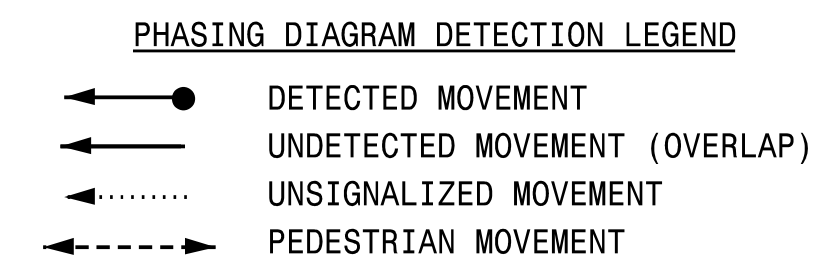 PHASING DIAGRAM DETECTION LEGEND
DETECTED MOVEMENT
UNDETECTED MOVEMENT (OVERLAP)
UNSIGNALIZED MOVEMENT
PEDESTRIAN MOVEMENT